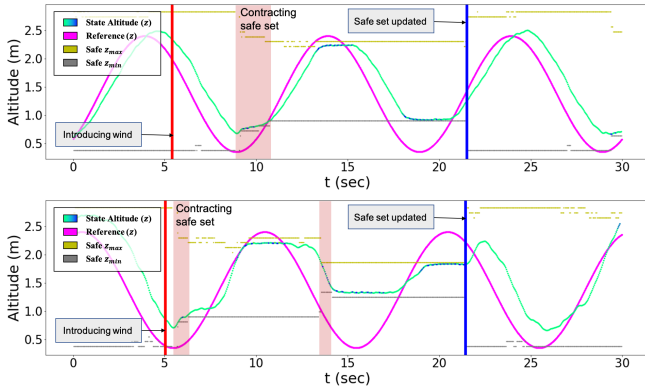 Contracting
safe set
Safe set updated
State Altitude (z)
Reference (z)
Safe z_max
Safe z_min
Introducing wind
Altitude (m)
2.5
2.0
1.5
1.0
0.5
0
5
10
15
20
25
30
t (sec)
Contracting
safe set
Safe set updated
State Altitude (z)
Reference (z)
Safe z_max
Safe z_min
Introducing wind
Altitude (m)
2.5
2.0
1.5
1.0
0.5
0
5
10
15
20
25
30
t (sec)